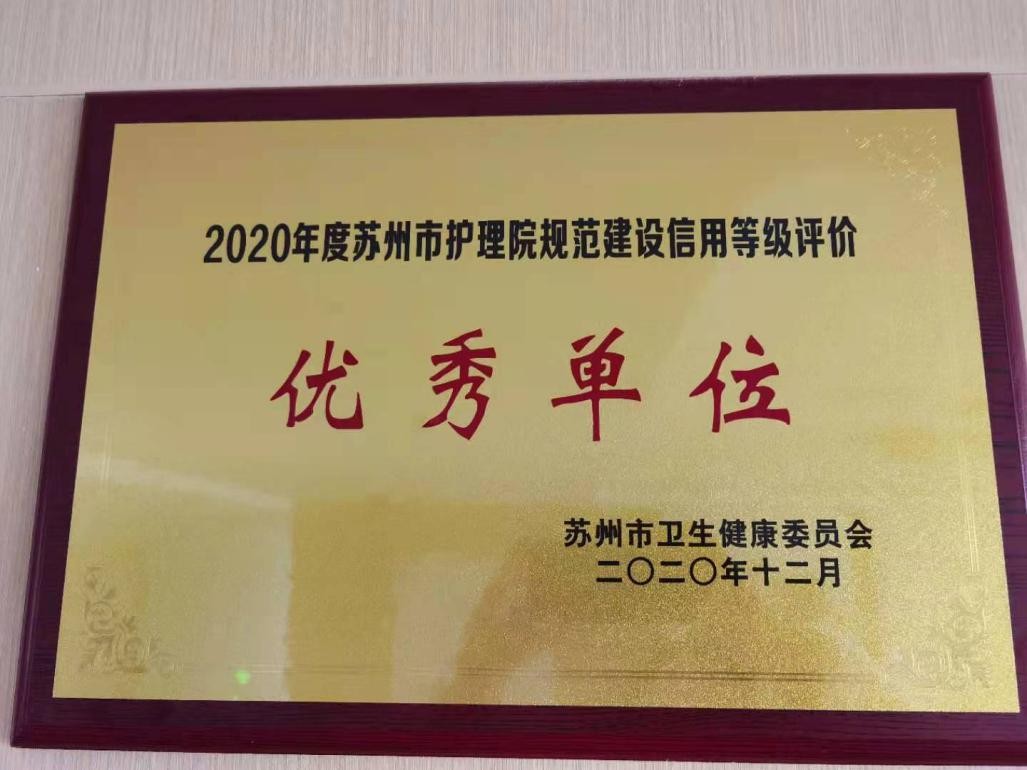 2020年度苏州市护理院规范建设信用等级评价
优秀单位
苏州市卫生健康委员会
二〇二〇年十二月